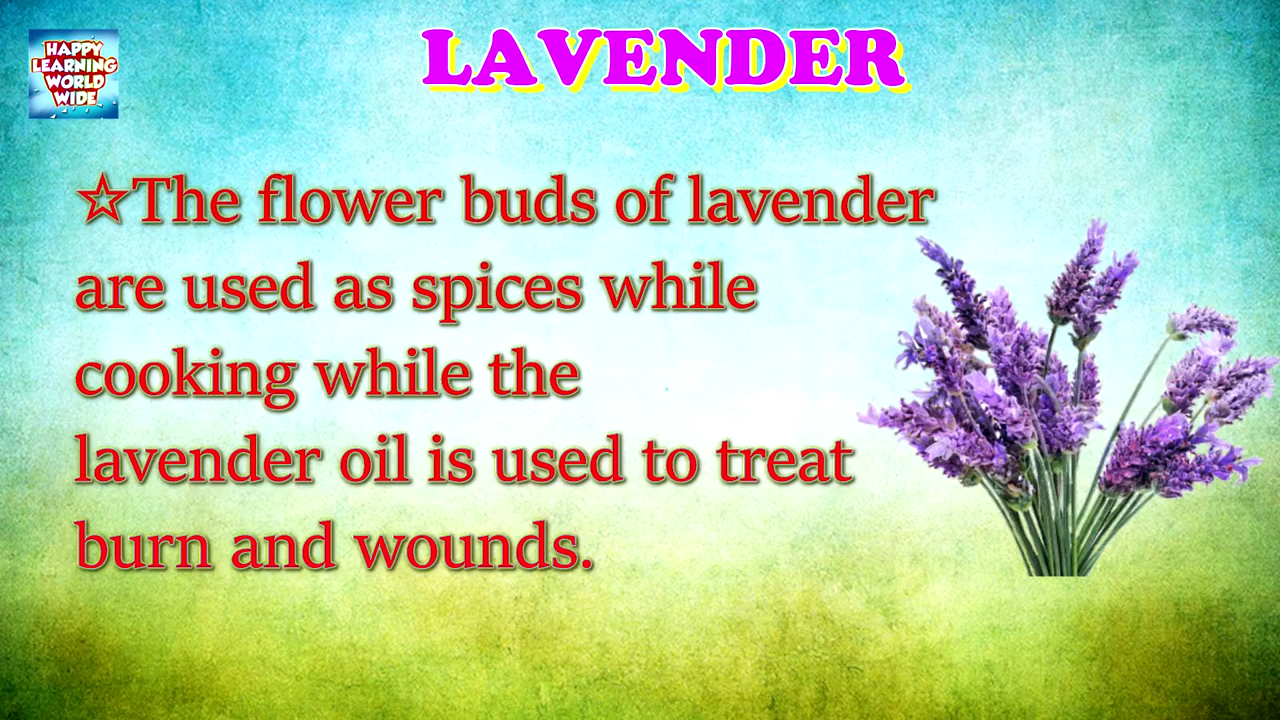 HAPPY
LEARNING
WORLD
WIDE
LAVENDER
☆The flower buds of lavender
are used as spices while
cooking while the
lavender oil is used to treat
burn and wounds.